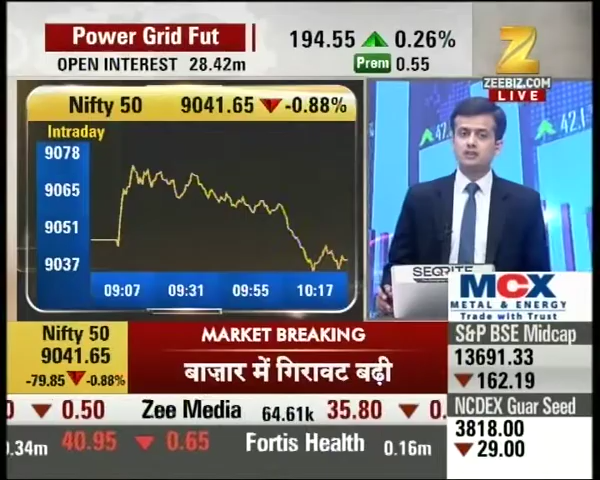 Power Grid Fut
OPEN INTEREST 28.42m
194.55 0.26%
Prem 0.55
ZEEBIZ.COM
LIVE
Nifty 50 9041.65 -0.88%
Intraday
9078
9065
9051
9037
09:07 09:31 09:55 10:17
SEQRITE
MCX
METAL & ENERGY
Trade with Trust
Nifty 50
9041.65
-79.85 -0.88%
MARKET BREAKING
बाज़ार में गिरावट बढ़ी
S&P BSE Midcap
13691.33
162.19
0.50 Zee Media 64.61k 35.80 0.
NCDEX Guar Seed
3818.00
29.00
.34m 40.95 0.65 Fortis Health 0.16m